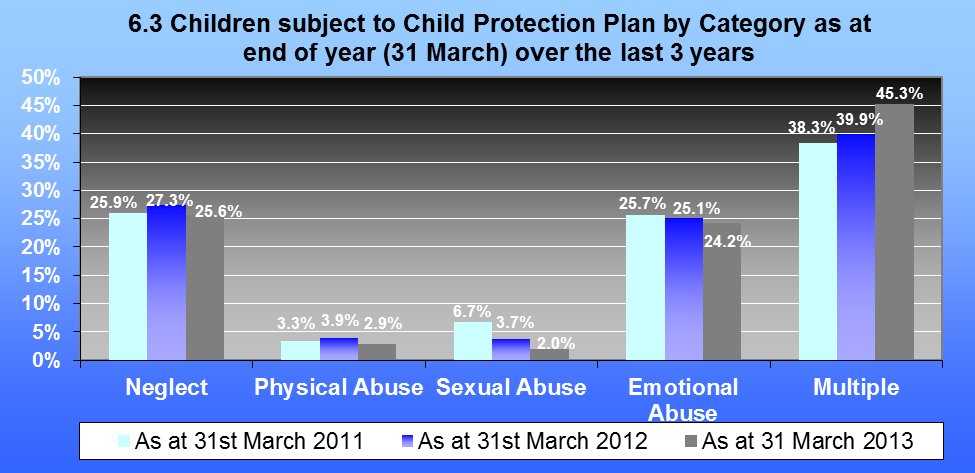 6.3 Children subject to Child Protection Plan by Category as at
end of year (31 March) over the last 3 years
50%
45%
40%
35%
30%
25%
20%
15%
10%
5%
0%
25.9%
27.3%
25.6%
3.3%
3.9%
2.9%
6.7%
3.7%
2.0%
25.7%
25.1%
24.2%
38.3%
39.9%
45.3%
Neglect
Physical Abuse
Sexual Abuse
Emotional
Abuse
Multiple
As at 31st March 2011
As at 31st March 2012
As at 31 March 2013